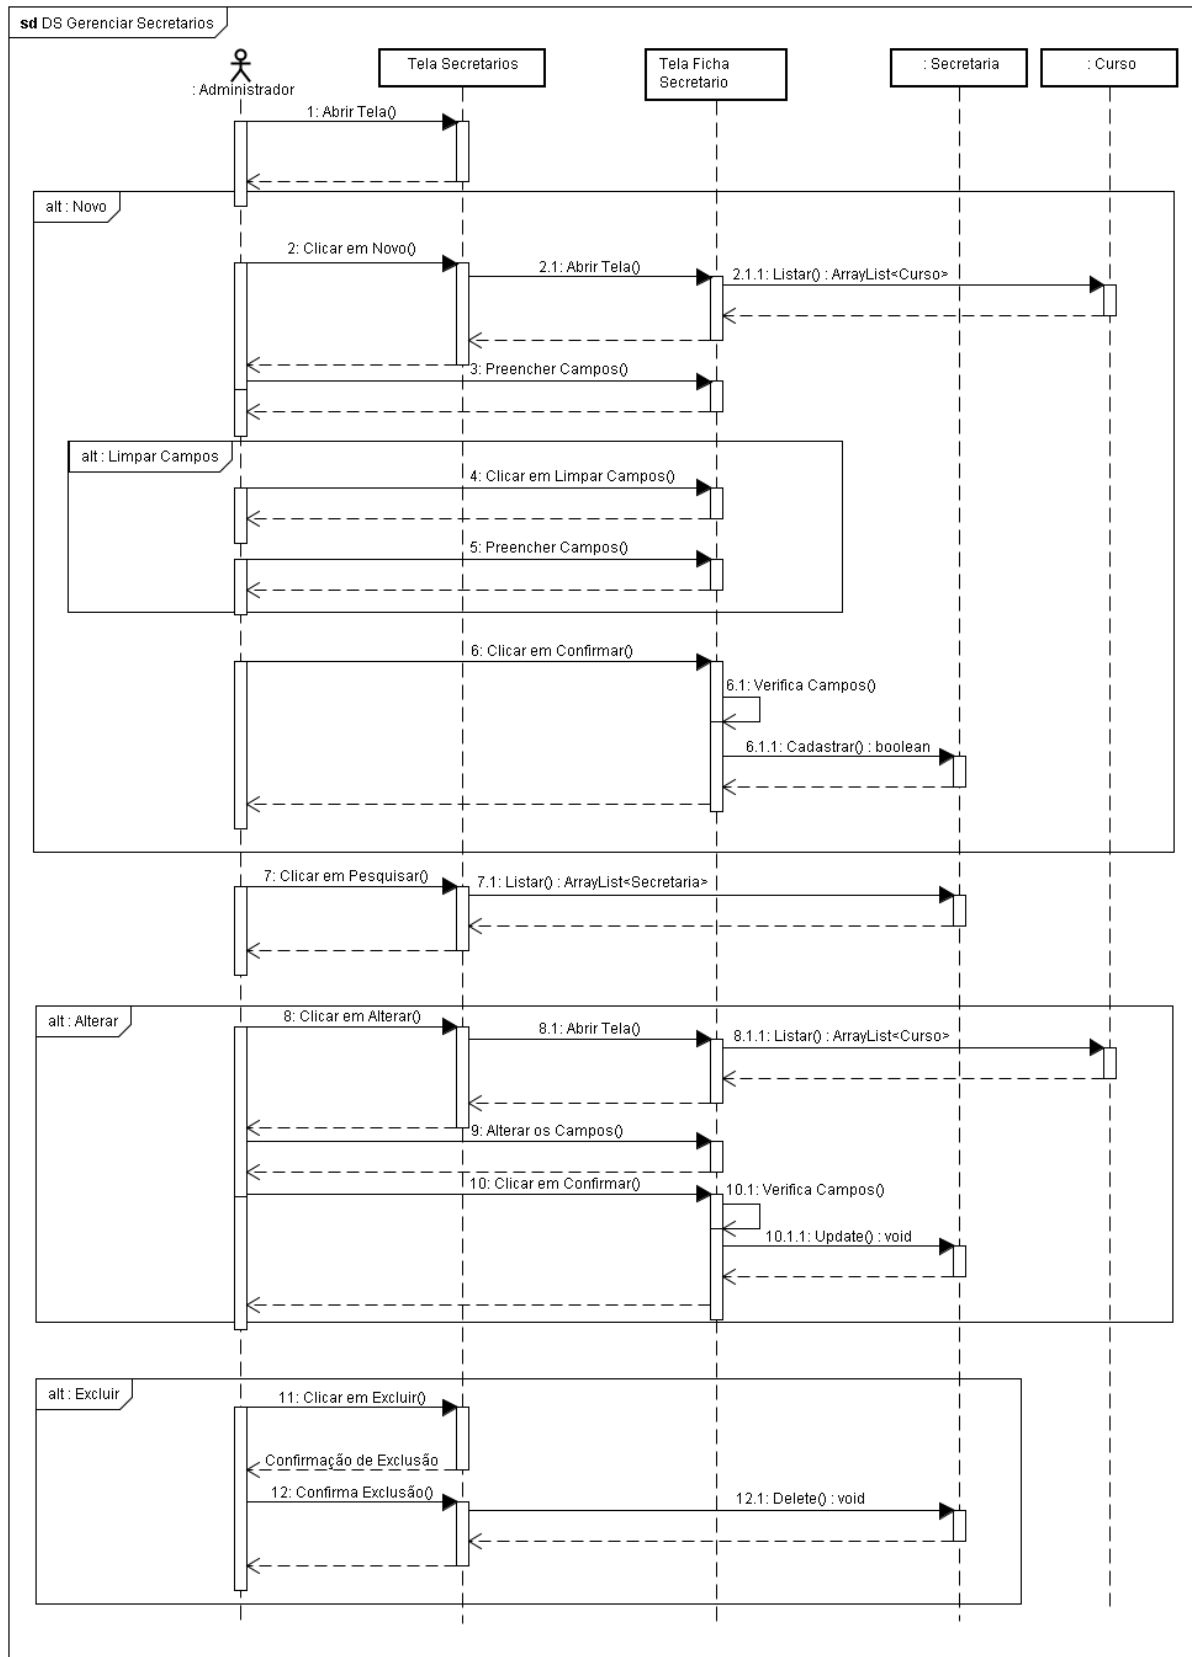 sd DS Gerenciar Secretarios
: Administrador
Tela Secretarios
Tela Ficha
Secretario
: Secretaria
: Curso
1: Abrir Tela()
alt : Novo
2: Clicar em Novo()
2.1: Abrir Tela()
2.1.1: Listar() : ArrayList<Curso>
3: Preencher Campos()
alt : Limpar Campos
4: Clicar em Limpar Campos()
5: Preencher Campos()
6: Clicar em Confirmar()
6.1: Verifica Campos()
6.1.1: Cadastrar() : boolean
7: Clicar em Pesquisar()
7.1: Listar() : ArrayList<Secretaria>
alt : Alterar
8: Clicar em Alterar()
8.1: Abrir Tela()
8.1.1: Listar() : ArrayList<Curso>
9: Alterar os Campos()
10: Clicar em Confirmar()
10.1: Verifica Campos()
10.1.1: Update() : void
alt : Excluir
11: Clicar em Excluir()
Confirmação de Exclusão
12: Confirma Exclusão()
12.1: Delete() : void